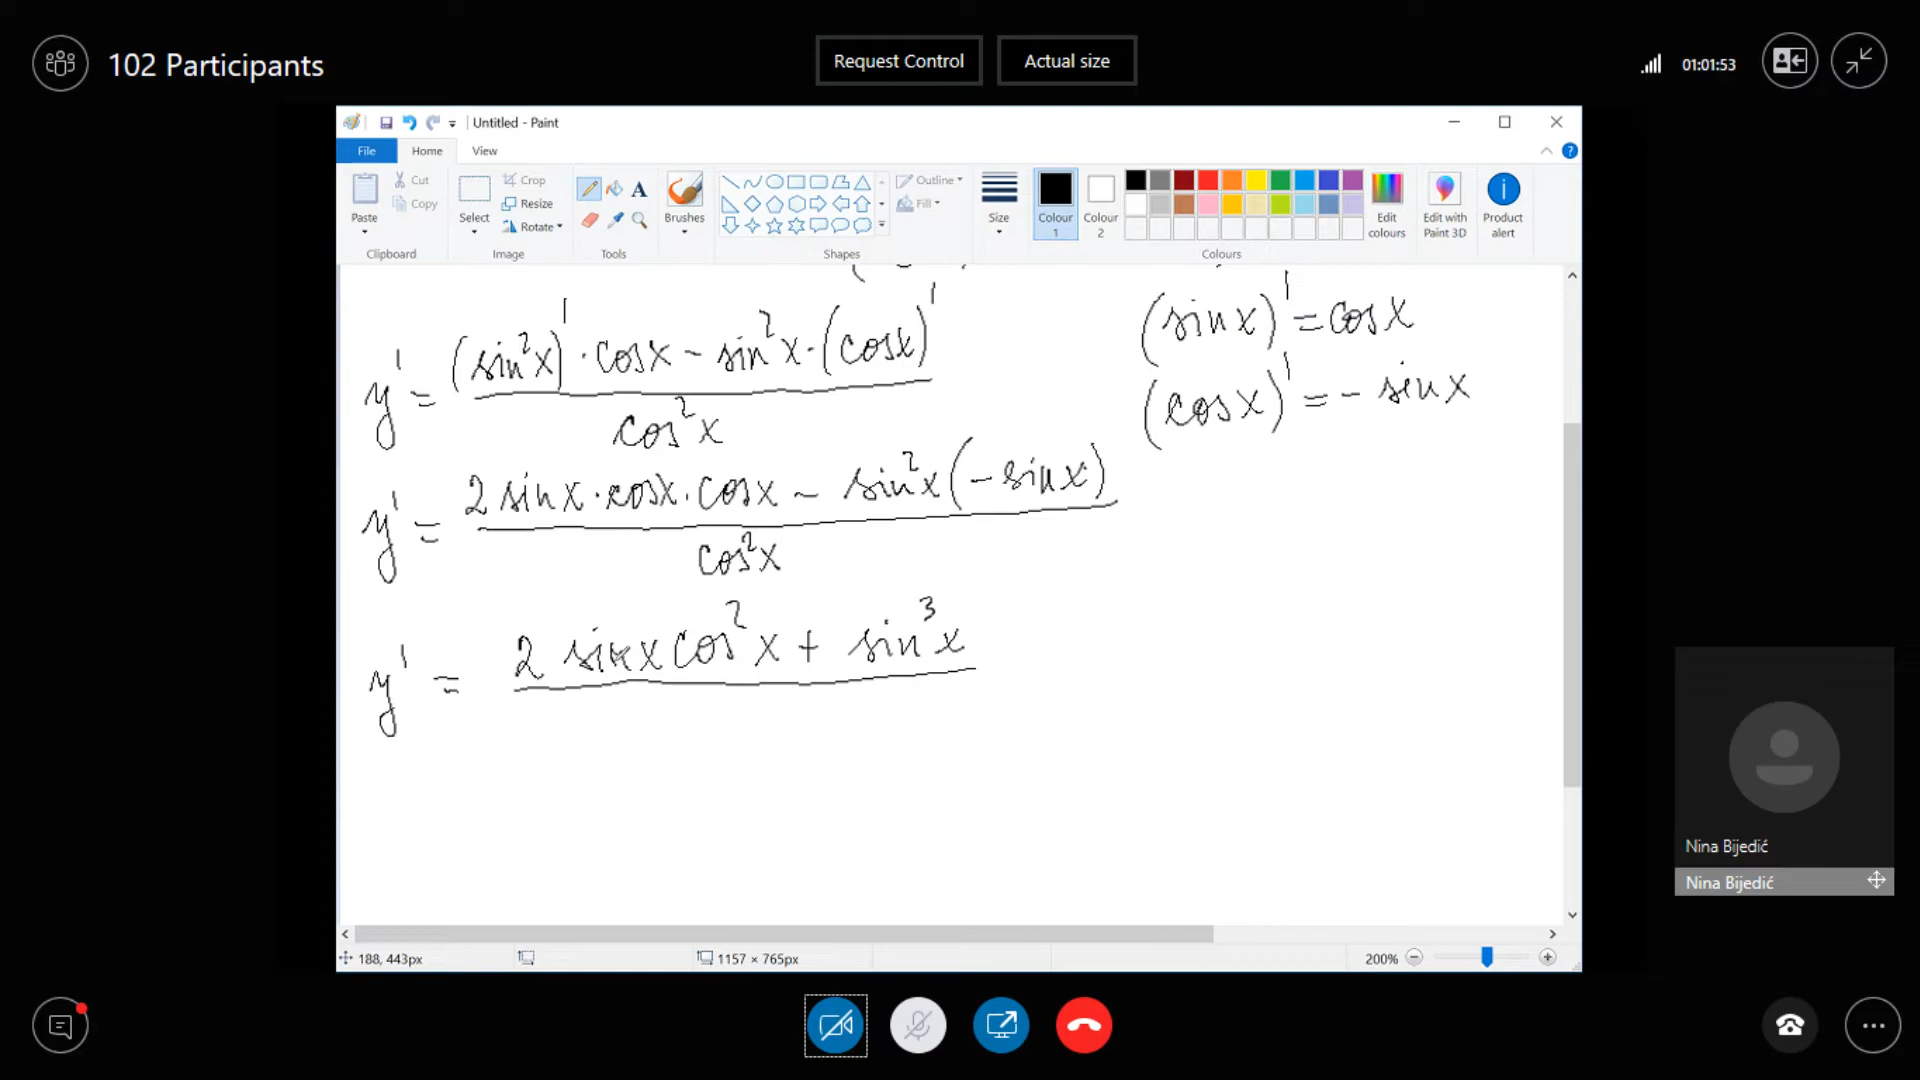 102 Participants
Request Control
Actual size
01:01:53
Untitled - Paint
File
Home
View
Paste
Cut
Copy
Clipboard
Select
Crop
Resize
Rotate
Image
A
Tools
Brushes
Outline
Fill
Shapes
Size
Colour 1
Colour 2
Edit colours
Edit with Paint 3D
Product alert
Colours
y' = (sin²x)' · cosx - sin²x · (cosx)'
cos²x
(sinx)' = cosx
(cosx)' = - sinx
y' = 2 sinx · cosx · cosx - sin²x (- sinx)
cos²x
y' = 2 sinx cos²x + sin³x
188, 443px
1157 × 765px
200%
Nina Bijedić
Nina Bijedić